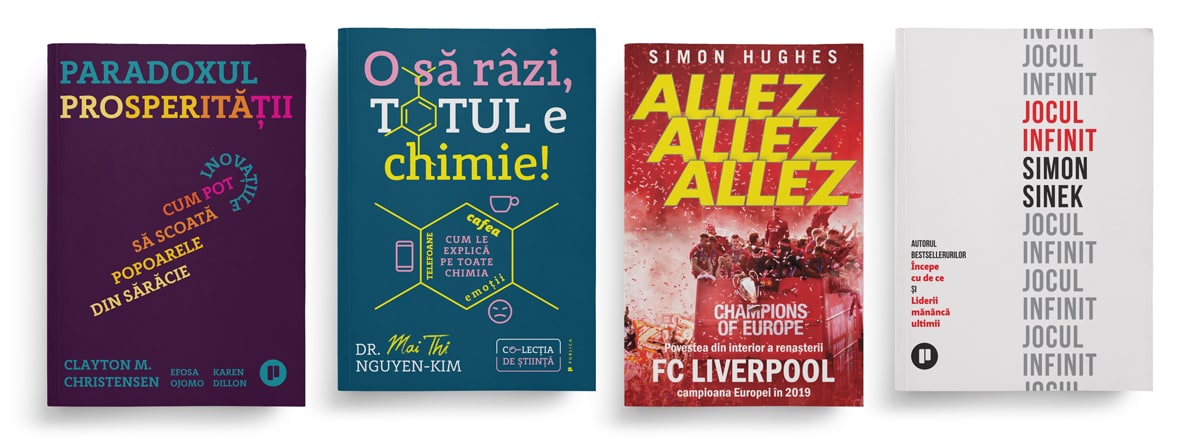 PARADOXUL
PROSPERITĂȚII
CUM POT INOVAȚIILE
SĂ SCOATĂ
POPOARELE
DIN SĂRĂCIE
CLAYTON M.
CHRISTENSEN
EFOSA
OJOMO
KAREN
DILLON
O să râzi,
TOTUL e
chimie!
cafea
TELEFOANE
CUM LE
EXPLICĂ
PE TOATE
CHIMIA
emoții
DR. Mai Thi
NGUYEN-KIM
CO-LECȚIA
DE ȘTIINȚĂ
PUBLICA
SIMON HUGHES
ALLEZ
ALLEZ
ALLEZ
CHAMPIONS
OF EUROPE
Povestea din interior a renașterii
FC LIVERPOOL
campioana Europei în 2019
INFINIT
JOCUL
INFINIT
JOCUL
INFINIT
SIMON
SINEK
JOCUL
INFINIT
JOCUL
INFINIT
JOCUL
INFINIT
JOCUL
AUTORUL
BESTSELLERURILOR
Începe
cu de ce
ȘI
Liderii
mănâncă
ultimii